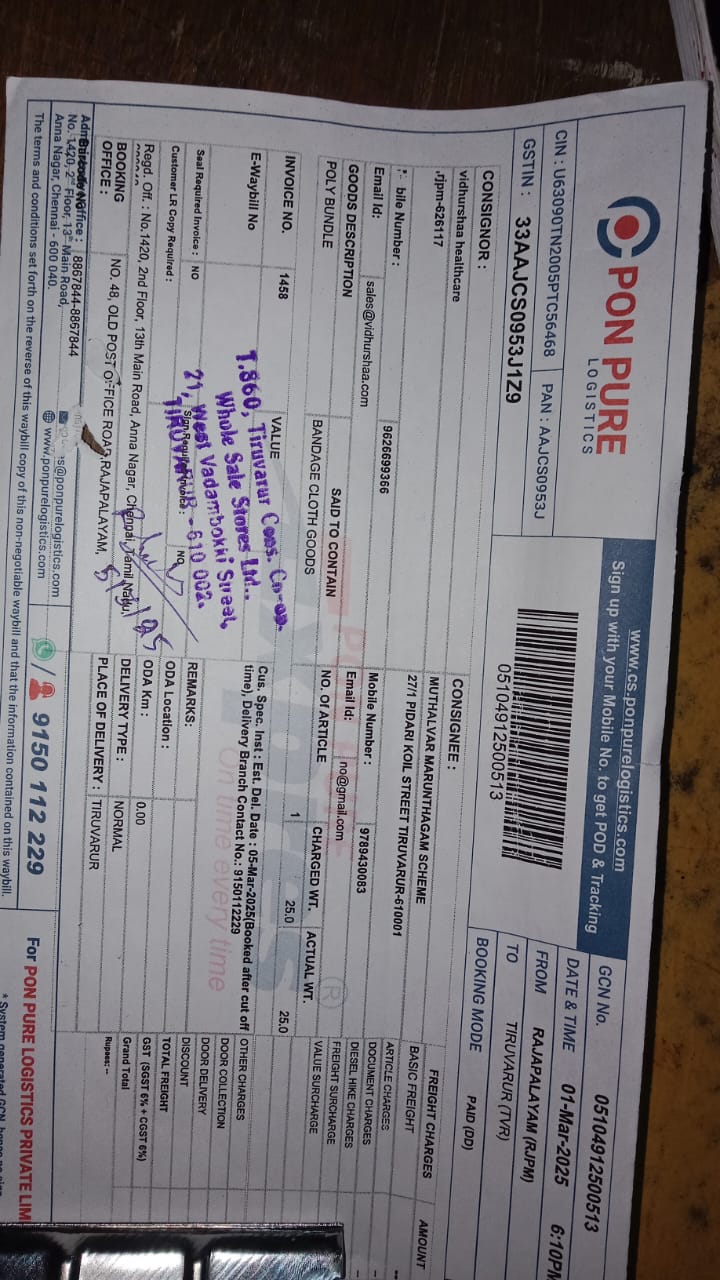 PON PURE
LOGISTICS
www.cs.ponpurelogistics.com
Sign up with your Mobile No. to get POD & Tracking
CIN : U63090TN2005PTC56468
PAN : AAJCS0953J
GSTIN : 33AAJCS0953J1Z9
05104912500513
GCN No. 05104912500513
DATE & TIME 01-Mar-2025 6:10PM
FROM RAJAPALAYAM (RJPM)
TO TIRUVARUR (TVR)
BOOKING MODE PAID (DD)
CONSIGNOR :
vidhurshaa healthcare
,rjpm-626117
bile Number : 9626699366
Email Id: sales@vidhurshaa.com
CONSIGNEE :
MUTHALVAR MARUNTHAGAM SCHEME
27/1 PIDARI KOIL STREET TIRUVARUR-610001
Mobile Number : 9789430083
Email Id: no@gmail.com
GOODS DESCRIPTION
SAID TO CONTAIN
NO. Of ARTICLE
CHARGED WT.
ACTUAL WT.
POLY BUNDLE
BANDAGE CLOTH GOODS
1
25.0
25.0
INVOICE NO. 1458
VALUE
E-Waybill No
Cus. Spec. Inst : Est. Del. Date : 05-Mar-2025(Booked after cut off
time), Delivery Branch Contact No.: 9150112229
Seal Required Invoice : NO
Sign Required Invoice : NO
Customer LR Copy Required :
REMARKS:
ODA Location :
ODA Km : 0.00
DELIVERY TYPE : NORMAL
PLACE OF DELIVERY : TIRUVARUR
Regd. Off. : No.1420, 2nd Floor, 13th Main Road, Anna Nagar, Chennai, Tamil Nadu,
BOOKING
OFFICE :
NO. 48, OLD POST OFFICE ROAD,RAJAPALAYAM,
8867844-8867844
No.1420, 2nd Floor, 13th Main Road,
Anna Nagar, Chennai - 600 040.
s@ponpurelogistics.com
www.ponpurelogistics.com
9150 112 229
The terms and conditions set forth on the reverse of this waybill copy of this non-negotiable waybill and that the information contained on this waybill.
T.860, Tiruvarur Cons. Co-op.
Whole Sale Stores Ltd..
21, West Vadambokki Street,
TIRUVARUR - 610 002.
on time every time
FREIGHT CHARGES
AMOUNT
BASIC FREIGHT
ARTICLE CHARGES
DOCUMENT CHARGES
DIESEL HIKE CHARGES
FREIGHT SURCHARGE
VALUE SURCHARGE
OTHER CHARGES
DOOR COLLECTION
DOOR DELIVERY
DISCOUNT
TOTAL FREIGHT
GST (SGST 6% + CGST 6%)
Grand Total
Rupees: --
For PON PURE LOGISTICS PRIVATE LIM